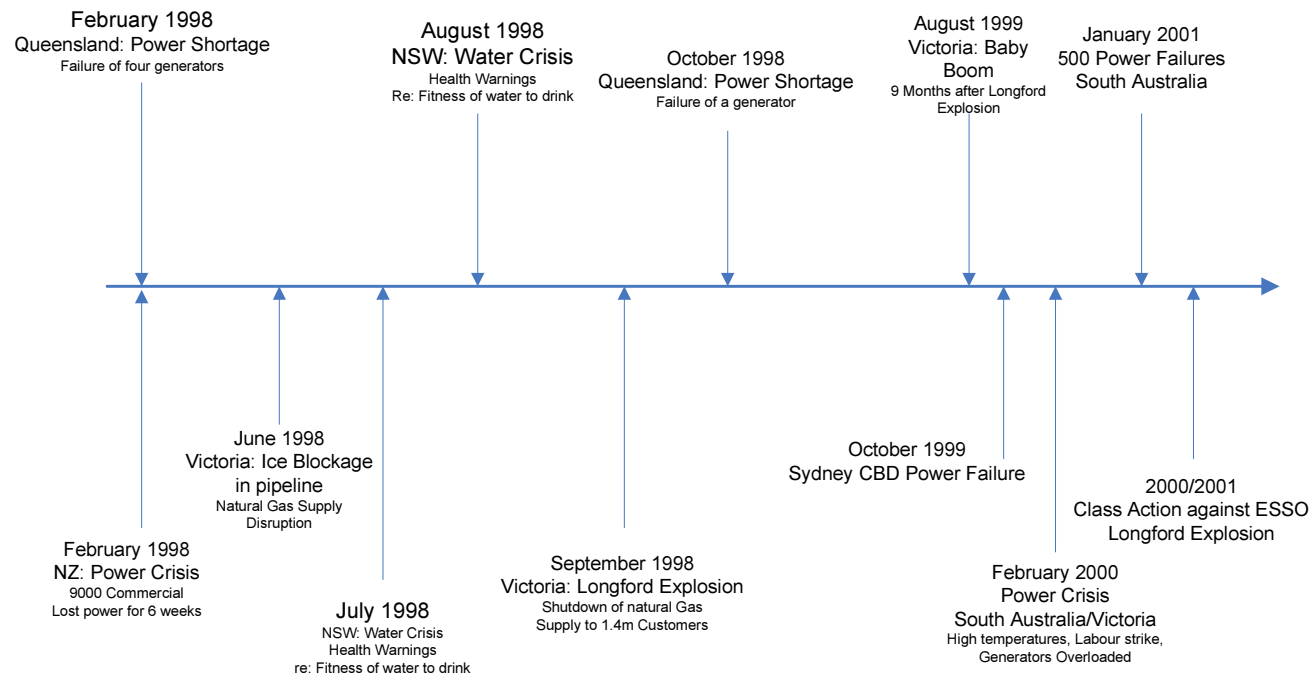 February 1998
Queensland: Power Shortage
Failure of four generators
August 1998
NSW: Water Crisis
Health Warnings
Re: Fitness of water to drink
October 1998
Queensland: Power Shortage
Failure of a generator
August 1999
Victoria: Baby
Boom
9 Months after Longford
Explosion
January 2001
500 Power Failures
South Australia
February 1998
NZ: Power Crisis
9000 Commercial
Lost power for 6 weeks
June 1998
Victoria: Ice Blockage
in pipeline
Natural Gas Supply
Disruption
July 1998
NSW: Water Crisis
Health Warnings
re: Fitness of water to drink
September 1998
Victoria: Longford Explosion
Shutdown of natural Gas
Supply to 1.4m Customers
October 1999
Sydney CBD Power Failure
February 2000
Power Crisis
South Australia/Victoria
High temperatures, Labour strike,
Generators Overloaded
2000/2001
Class Action against ESSO
Longford Explosion